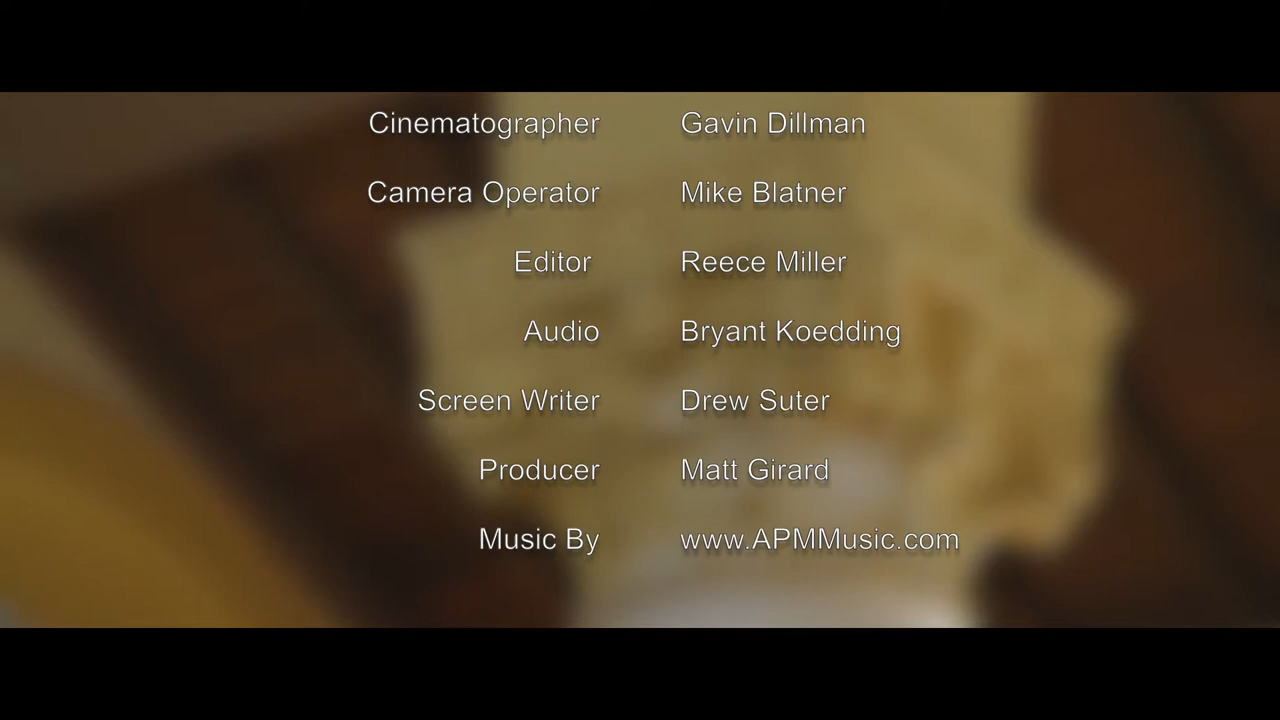 Cinematographer Gavin Dillman
Camera Operator Mike Blatner
Editor Reece Miller
Audio Bryant Koedding
Screen Writer Drew Suter
Producer Matt Girard
Music By www.APMMusic.com